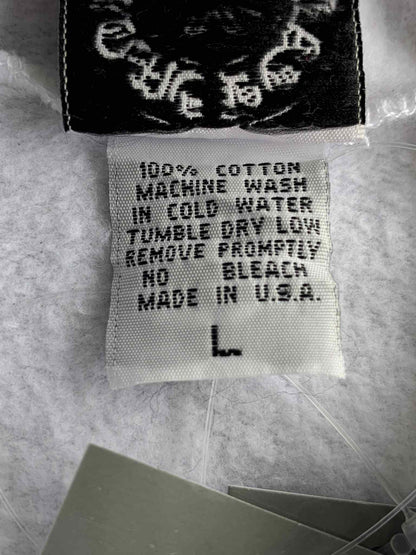 100% COTTON
MACHINE WASH
IN COLD WATER
TUMBLE DRY LOW
REMOVE PROMPTLY
NO BLEACH
MADE IN U.S.A.
L